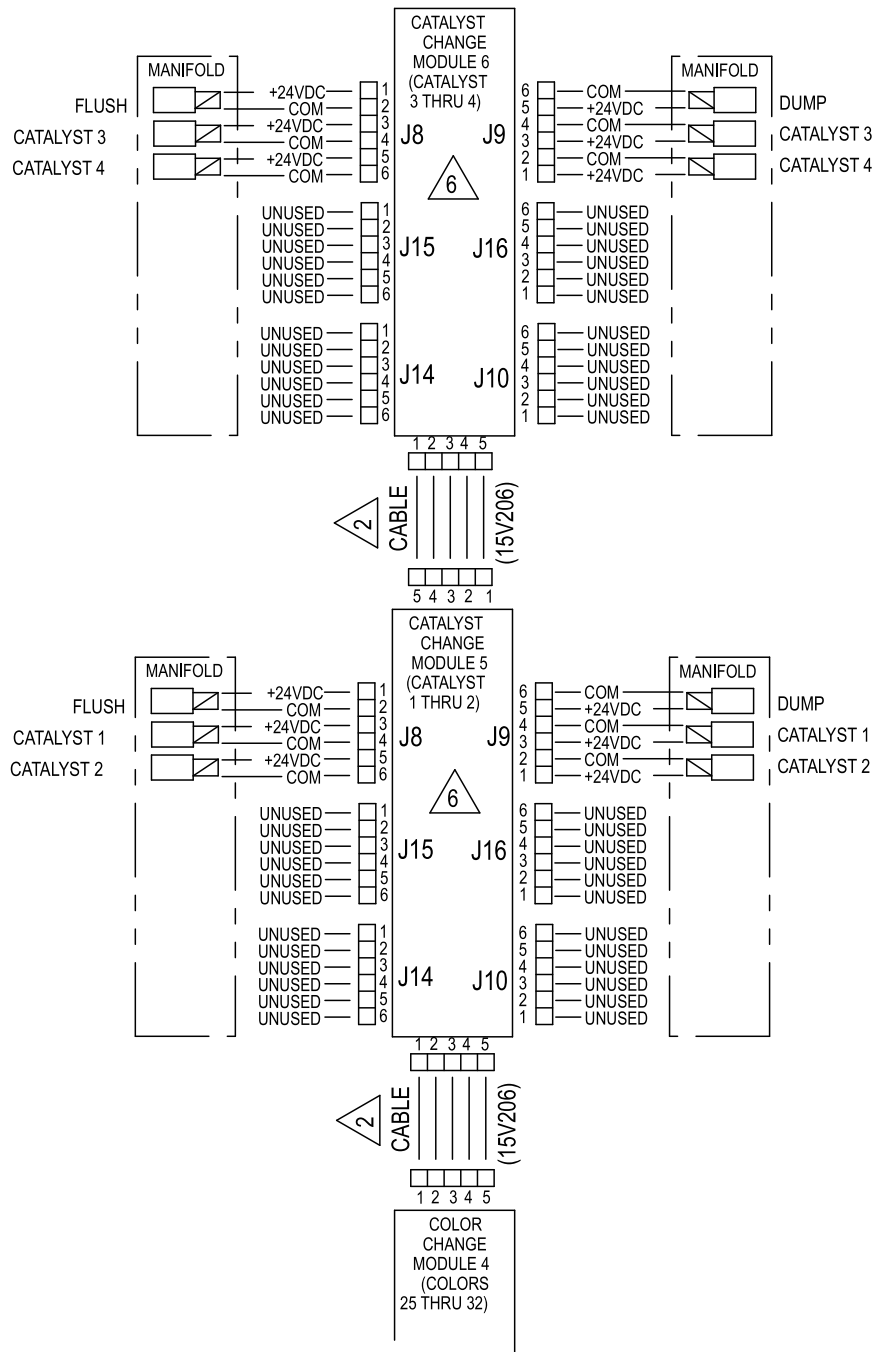 CATALYST
CHANGE
MODULE 6
(CATALYST
3 THRU 4)
MANIFOLD
FLUSH
CATALYST 3
CATALYST 4
+24VDC 1
COM 2
+24VDC 3
COM 4
+24VDC 5
COM 6
J8
J9
6 COM
5 +24VDC
4 COM
3 +24VDC
2 COM
1 +24VDC
MANIFOLD
DUMP
CATALYST 3
CATALYST 4
6
UNUSED 1
UNUSED 2
UNUSED 3
UNUSED 4
UNUSED 5
UNUSED 6
J15
J16
6 UNUSED
5 UNUSED
4 UNUSED
3 UNUSED
2 UNUSED
1 UNUSED
UNUSED 1
UNUSED 2
UNUSED 3
UNUSED 4
UNUSED 5
UNUSED 6
J14
J10
6 UNUSED
5 UNUSED
4 UNUSED
3 UNUSED
2 UNUSED
1 UNUSED
1 2 3 4 5
2
CABLE
(15V206)
5 4 3 2 1
CATALYST
CHANGE
MODULE 5
(CATALYST
1 THRU 2)
MANIFOLD
FLUSH
CATALYST 1
CATALYST 2
+24VDC 1
COM 2
+24VDC 3
COM 4
+24VDC 5
COM 6
J8
J9
6 COM
5 +24VDC
4 COM
3 +24VDC
2 COM
1 +24VDC
MANIFOLD
DUMP
CATALYST 1
CATALYST 2
6
UNUSED 1
UNUSED 2
UNUSED 3
UNUSED 4
UNUSED 5
UNUSED 6
J15
J16
6 UNUSED
5 UNUSED
4 UNUSED
3 UNUSED
2 UNUSED
1 UNUSED
UNUSED 1
UNUSED 2
UNUSED 3
UNUSED 4
UNUSED 5
UNUSED 6
J14
J10
6 UNUSED
5 UNUSED
4 UNUSED
3 UNUSED
2 UNUSED
1 UNUSED
1 2 3 4 5
2
CABLE
(15V206)
1 2 3 4 5
COLOR
CHANGE
MODULE 4
(COLORS
25 THRU 32)